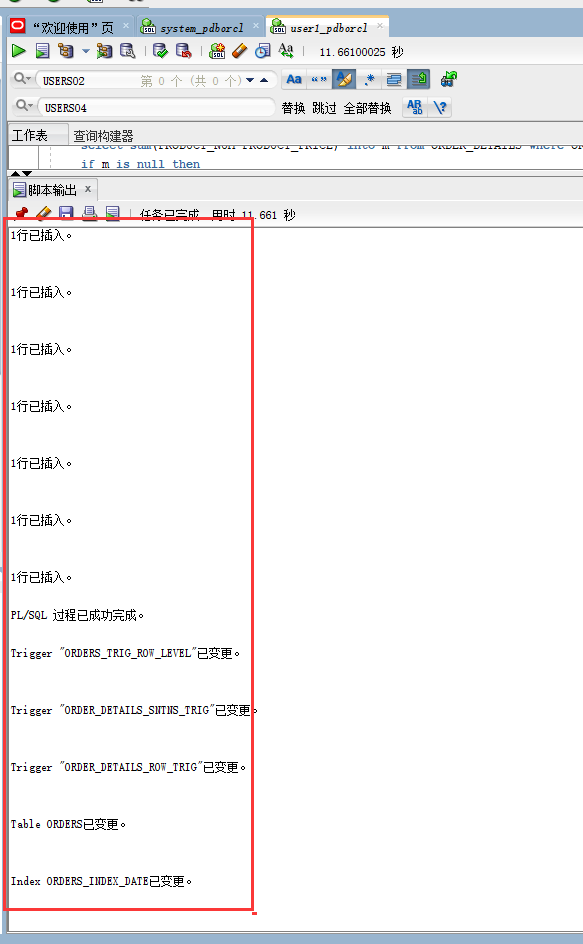 “欢迎使用”页 × system_pdborcl × user1_pdborcl ×
11.66100025 秒
USERS02 第 0 个 (共 0 个) Aa “” .*
USERS04 替换 跳过 全部替换 AB
工作表 查询构建器
if m is null then
脚本输出 ×
任务已完成 用时 11.661 秒
1行已插入。
1行已插入。
1行已插入。
1行已插入。
1行已插入。
1行已插入。
1行已插入。
PL/SQL 过程已成功完成。
Trigger "ORDERS_TRIG_ROW_LEVEL"已变更。
Trigger "ORDER_DETAILS_SNTNS_TRIG"已变更。
Trigger "ORDER_DETAILS_ROW_TRIG"已变更。
Table ORDERS已变更。
Index ORDERS_INDEX_DATE已变更。